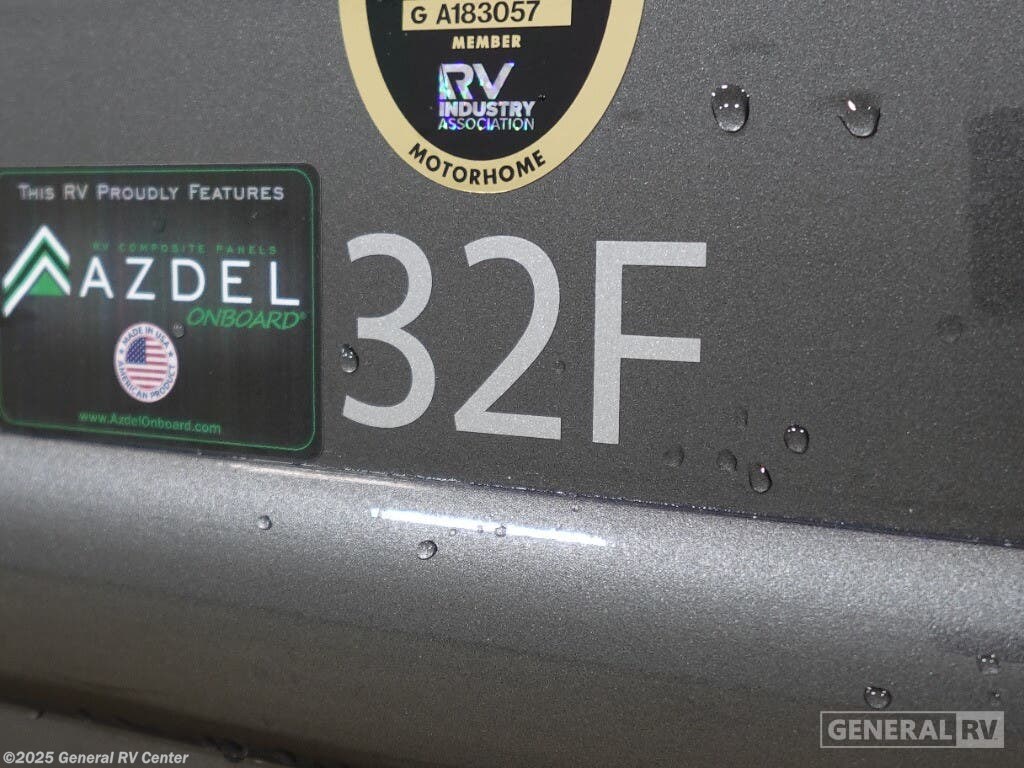 G A183057
MEMBER
RV
INDUSTRY
ASSOCIATION
MOTORHOME
THIS RV PROUDLY FEATURES
RV COMPOSITE PANELS
AZDEL
ONBOARD®
MADE IN USA
AMERICAN PRODUCT
www.AzdelOnboard.com
32F
GENERAL RV
©2025 General RV Center